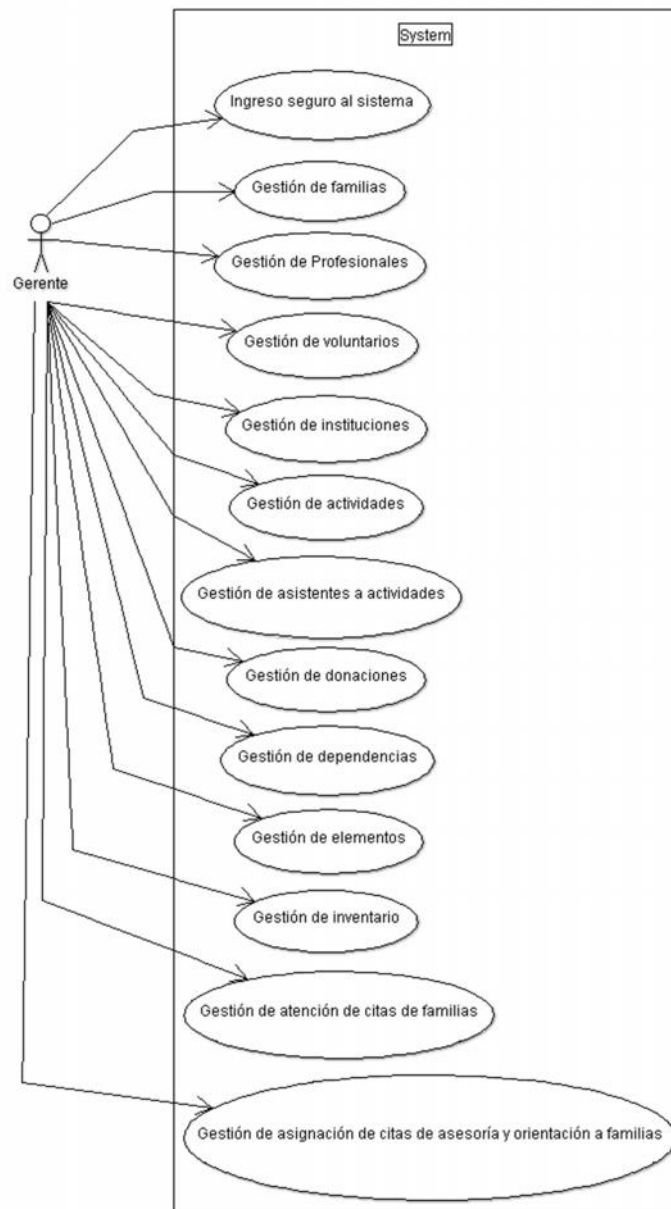 System
Ingreso seguro al sistema
Gestión de familias
Gestión de Profesionales
Gerente
Gestión de voluntarios
Gestión de instituciones
Gestión de actividades
Gestión de asistentes a actividades
Gestión de donaciones
Gestión de dependencias
Gestión de elementos
Gestión de inventario
Gestión de atención de citas de familias
Gestión de asignación de citas de asesoría y orientación a familias